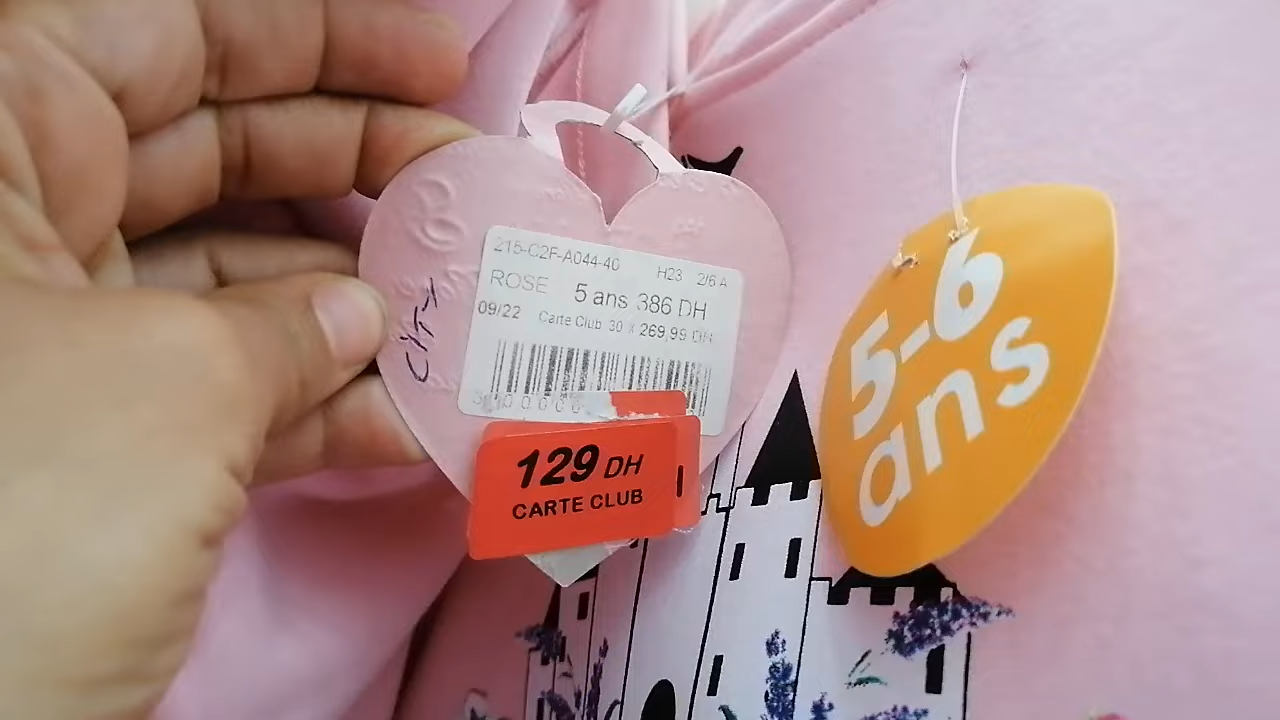 215-C2F-A044-40 H23 2/6 A
ROSE 5 ans 386 DH
09/22 Carte Club 30 269,99 DH
CITY
129 DH
CARTE CLUB
5-6
ans